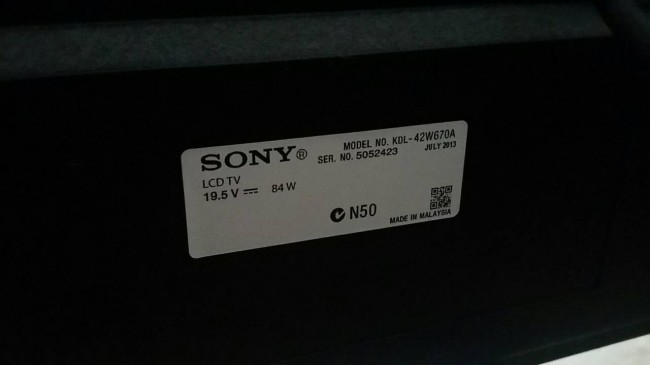 SONY®
MODEL NO. KDL-42W670A
SER. NO. 5052423 JULY 2013
LCD TV
19.5 V ⎓ 84 W
N50
MADE IN MALAYSIA